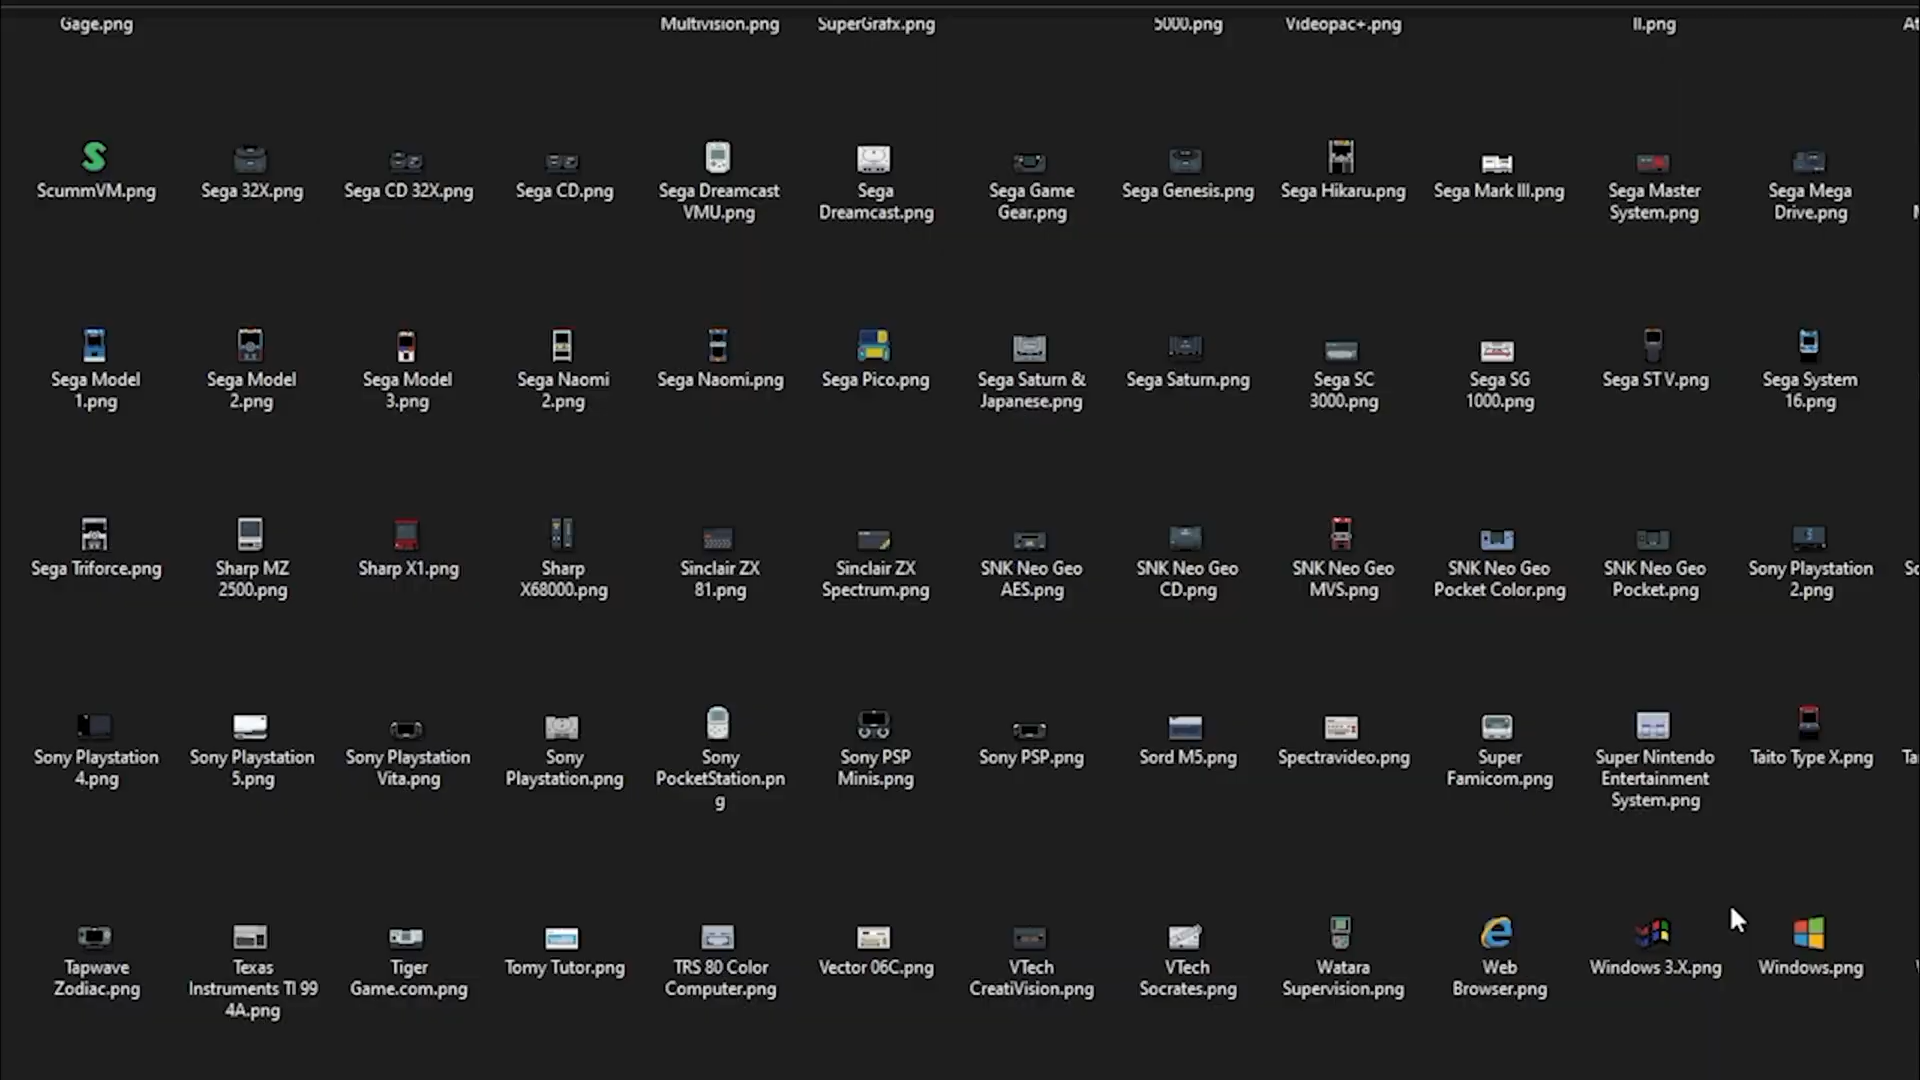 Gage.png
Multivision.png
SuperGrafx.png
5000.png
Videopac+.png
II.png
ScummVM.png
Sega 32X.png
Sega CD 32X.png
Sega CD.png
Sega Dreamcast
VMU.png
Sega
Dreamcast.png
Sega Game
Gear.png
Sega Genesis.png
Sega Hikaru.png
Sega Mark III.png
Sega Master
System.png
Sega Mega
Drive.png
Sega Model
1.png
Sega Model
2.png
Sega Model
3.png
Sega Naomi
2.png
Sega Naomi.png
Sega Pico.png
Sega Saturn &
Japanese.png
Sega Saturn.png
Sega SC
3000.png
Sega SG
1000.png
Sega ST V.png
Sega System
16.png
Sega Triforce.png
Sharp MZ
2500.png
Sharp X1.png
Sharp
X68000.png
Sinclair ZX
81.png
Sinclair ZX
Spectrum.png
SNK Neo Geo
AES.png
SNK Neo Geo
CD.png
SNK Neo Geo
MVS.png
SNK Neo Geo
Pocket Color.png
SNK Neo Geo
Pocket.png
Sony Playstation
2.png
Sony Playstation
4.png
Sony Playstation
5.png
Sony Playstation
Vita.png
Sony
Playstation.png
Sony
PocketStation.pn
g
Sony PSP
Minis.png
Sony PSP.png
Sord M5.png
Spectravideo.png
Super
Famicom.png
Super Nintendo
Entertainment
System.png
Taito Type X.png
Tapwave
Zodiac.png
Texas
Instruments TI 99
4A.png
Tiger
Game.com.png
Tomy Tutor.png
TRS 80 Color
Computer.png
Vector 06C.png
VTech
CreatiVision.png
VTech
Socrates.png
Watara
Supervision.png
Web
Browser.png
Windows 3.X.png
Windows.png